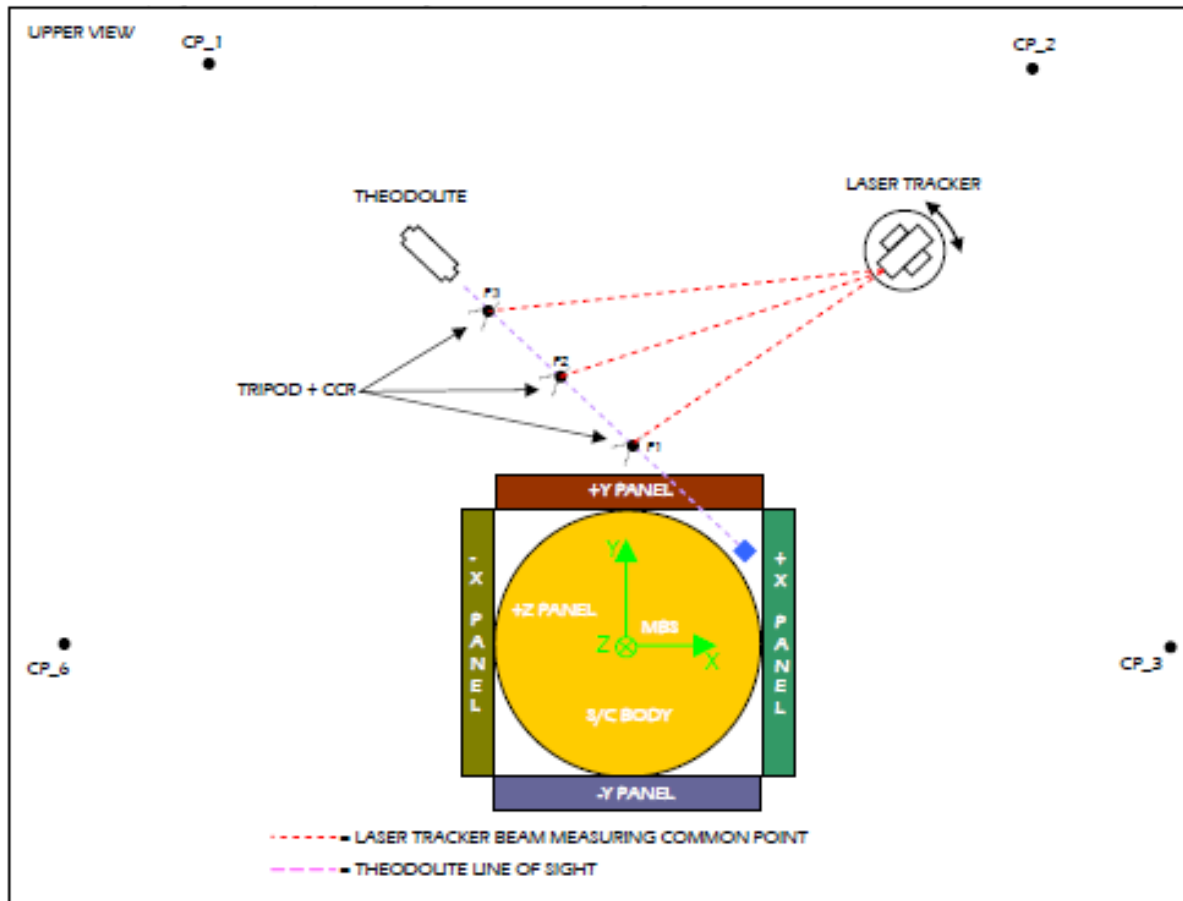 UPPER VIEW
CP_1
CP_2
THEODOLITE
LASER TRACKER
P3
P2
TRIPOD + CCR
P1
+Y PANEL
Y
-X PANEL
+X PANEL
+Z PANEL
MBS
Z
X
CP_6
CP_3
S/C BODY
-Y PANEL
= LASER TRACKER BEAM MEASURING COMMON POINT
= THEODOLITE LINE OF SIGHT